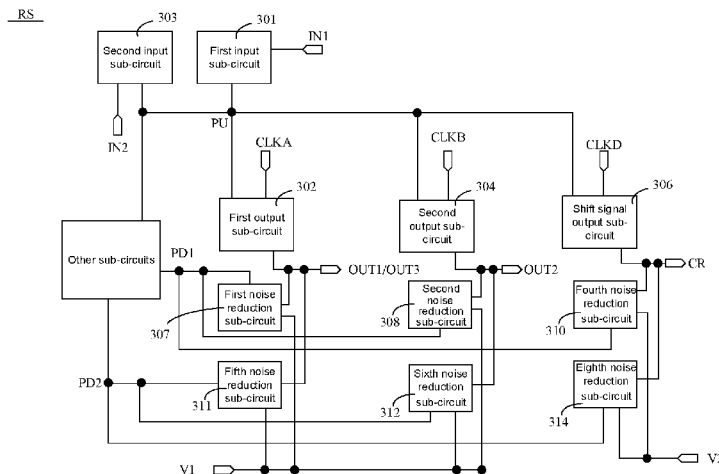 RS
303
301
Second input
sub-circuit
First input
sub-circuit
IN1
IN2
PU
CLKA
CLKB
CLKD
302
304
306
First output
sub-circuit
Second
output sub-
circuit
Shift signal
output sub-
circuit
Other sub-circuits
PD1
OUT1/OUT3
OUT2
CR
First noise
reduction
sub-circuit
307
Second
noise
reduction
sub-circuit
308
Fourth noise
reduction
sub-circuit
310
PD2
Fifth noise
reduction
sub-circuit
311
Sixth noise
reduction
sub-circuit
312
Eighth noise
reduction
sub-circuit
314
V1